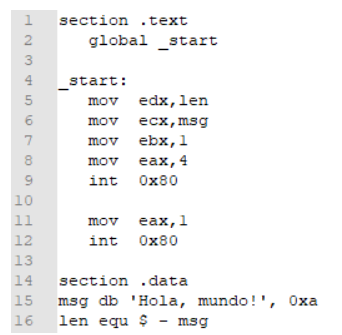 1 section .text
2    global _start
3
4 _start:
5    mov  edx,len
6    mov  ecx,msg
7    mov  ebx,1
8    mov  eax,4
9    int  0x80
10
11    mov  eax,1
12    int  0x80
13
14 section .data
15 msg db 'Hola, mundo!', 0xa
16 len equ $ - msg